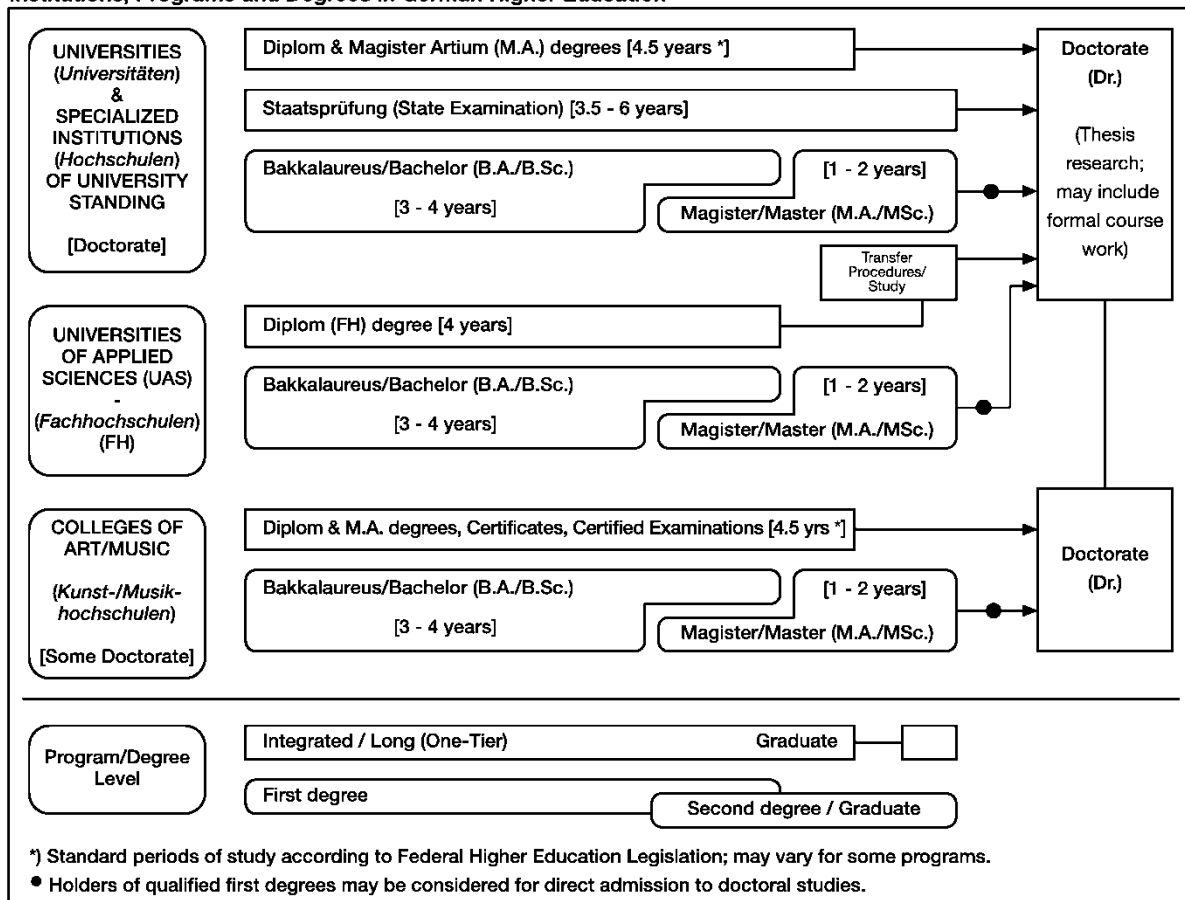 Institutions, Programs and Degrees in German Higher Education
UNIVERSITIES
(Universitäten)
&
SPECIALIZED
INSTITUTIONS
(Hochschulen)
OF UNIVERSITY
STANDING
[Doctorate]
Diplom & Magister Artium (M.A.) degrees [4.5 years *]
Staatsprüfung (State Examination) [3.5 - 6 years]
Bakkalaureus/Bachelor (B.A./B.Sc.)
[3 - 4 years]
[1 - 2 years]
Magister/Master (M.A./MSc.)
Transfer
Procedures/
Study
Doctorate
(Dr.)
(Thesis
research;
may include
formal course
work)
UNIVERSITIES
OF APPLIED
SCIENCES (UAS)
-
(Fachhochschulen)
(FH)
Diplom (FH) degree [4 years]
Bakkalaureus/Bachelor (B.A./B.Sc.)
[3 - 4 years]
[1 - 2 years]
Magister/Master (M.A./MSc.)
COLLEGES OF
ART/MUSIC
(Kunst-/Musik-
hochschulen)
[Some Doctorate]
Diplom & M.A. degrees, Certificates, Certified Examinations [4.5 yrs *]
Bakkalaureus/Bachelor (B.A./B.Sc.)
[3 - 4 years]
[1 - 2 years]
Magister/Master (M.A./MSc.)
Doctorate
(Dr.)
Program/Degree
Level
Integrated / Long (One-Tier) Graduate
First degree
Second degree / Graduate
*) Standard periods of study according to Federal Higher Education Legislation; may vary for some programs.
● Holders of qualified first degrees may be considered for direct admission to doctoral studies.